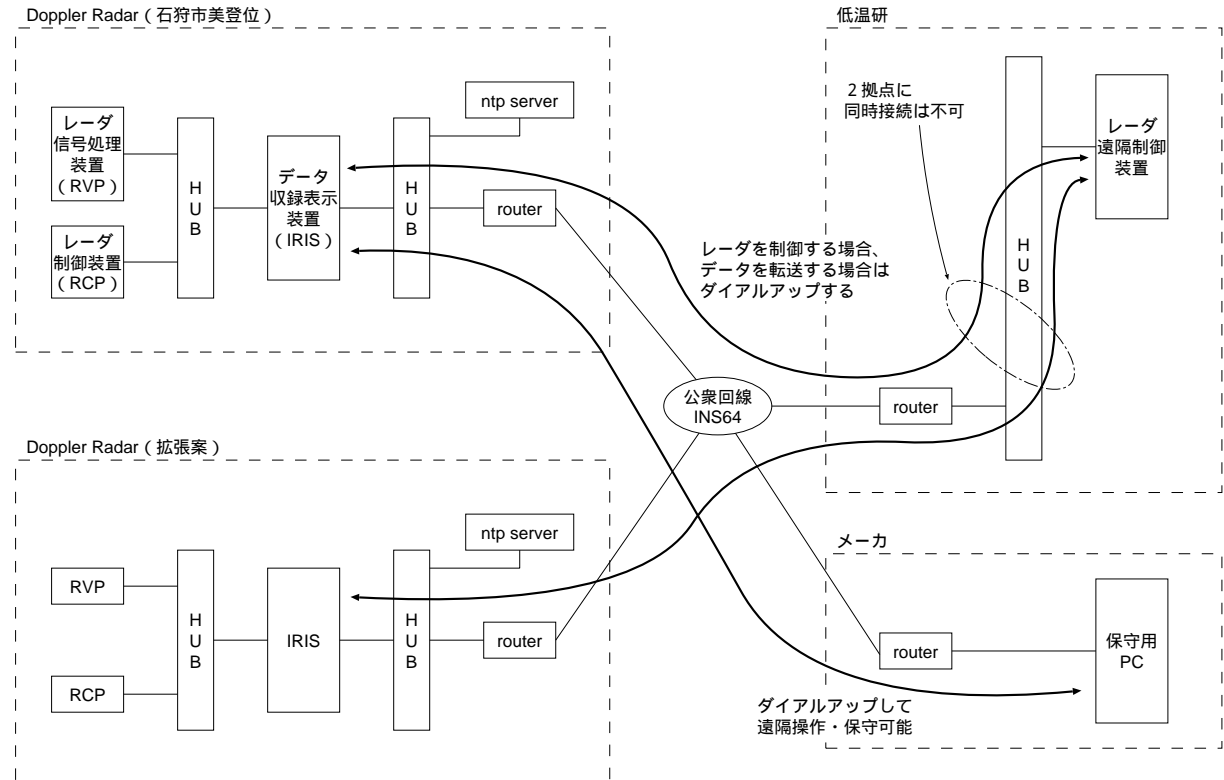 Doppler Radar（石狩市美登位）
レーダ
信号処理
装置
（RVP）
レーダ
制御装置
（RCP）
H
U
B
データ
収録表示
装置
（IRIS）
H
U
B
ntp server
router
レーダを制御する場合、
データを転送する場合は
ダイアルアップする
低温研
２拠点に
同時接続は不可
レーダ
遠隔制御
装置
H
U
B
router
公衆回線
INS64
Doppler Radar（拡張案）
RVP
RCP
H
U
B
IRIS
H
U
B
ntp server
router
メーカ
router
保守用
PC
ダイアルアップして
遠隔操作・保守可能